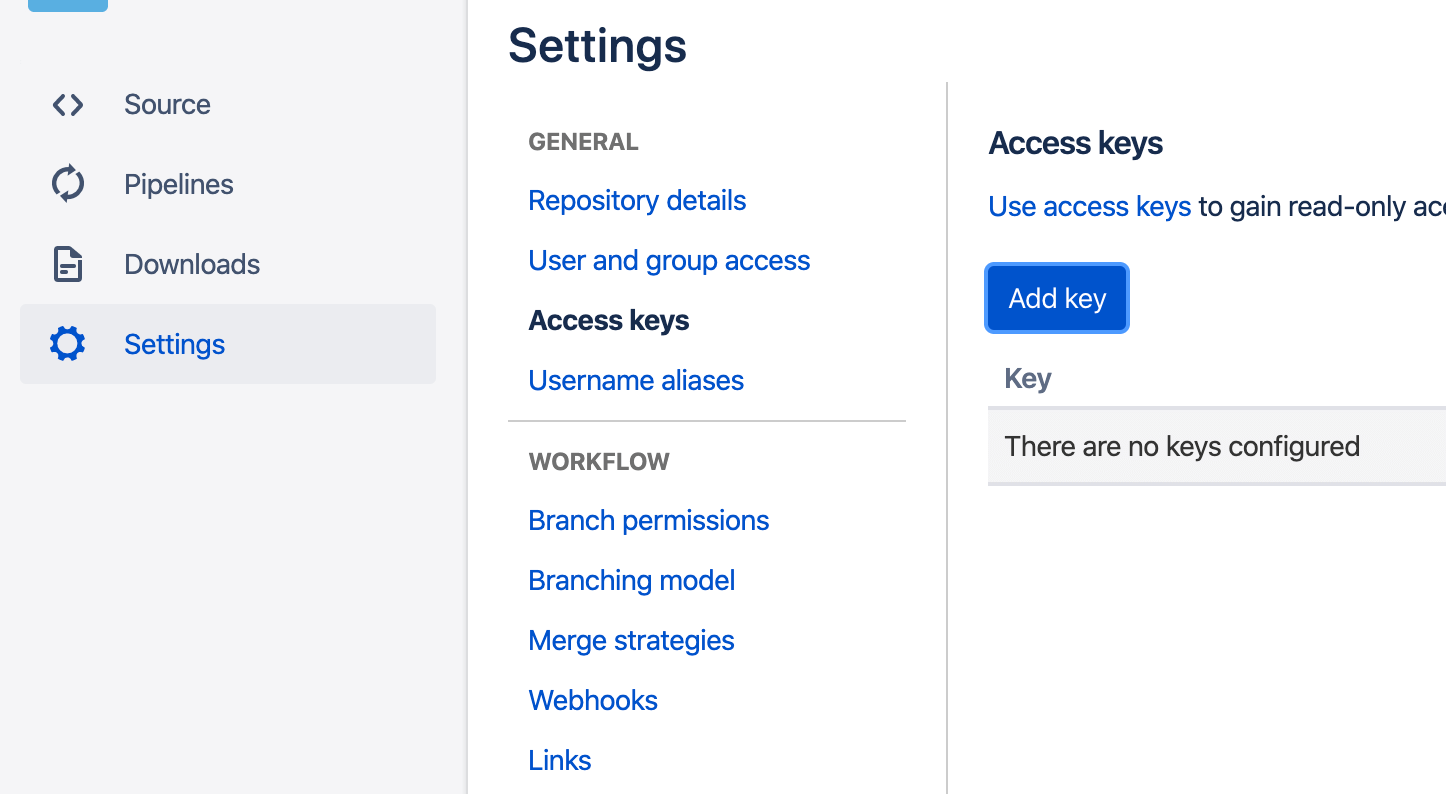 Source
Pipelines
Downloads
Settings
Settings
GENERAL
Repository details
User and group access
Access keys
Username aliases
WORKFLOW
Branch permissions
Branching model
Merge strategies
Webhooks
Links
Access keys
Use access keys to gain read-only
Add key
Key
There are no keys configured